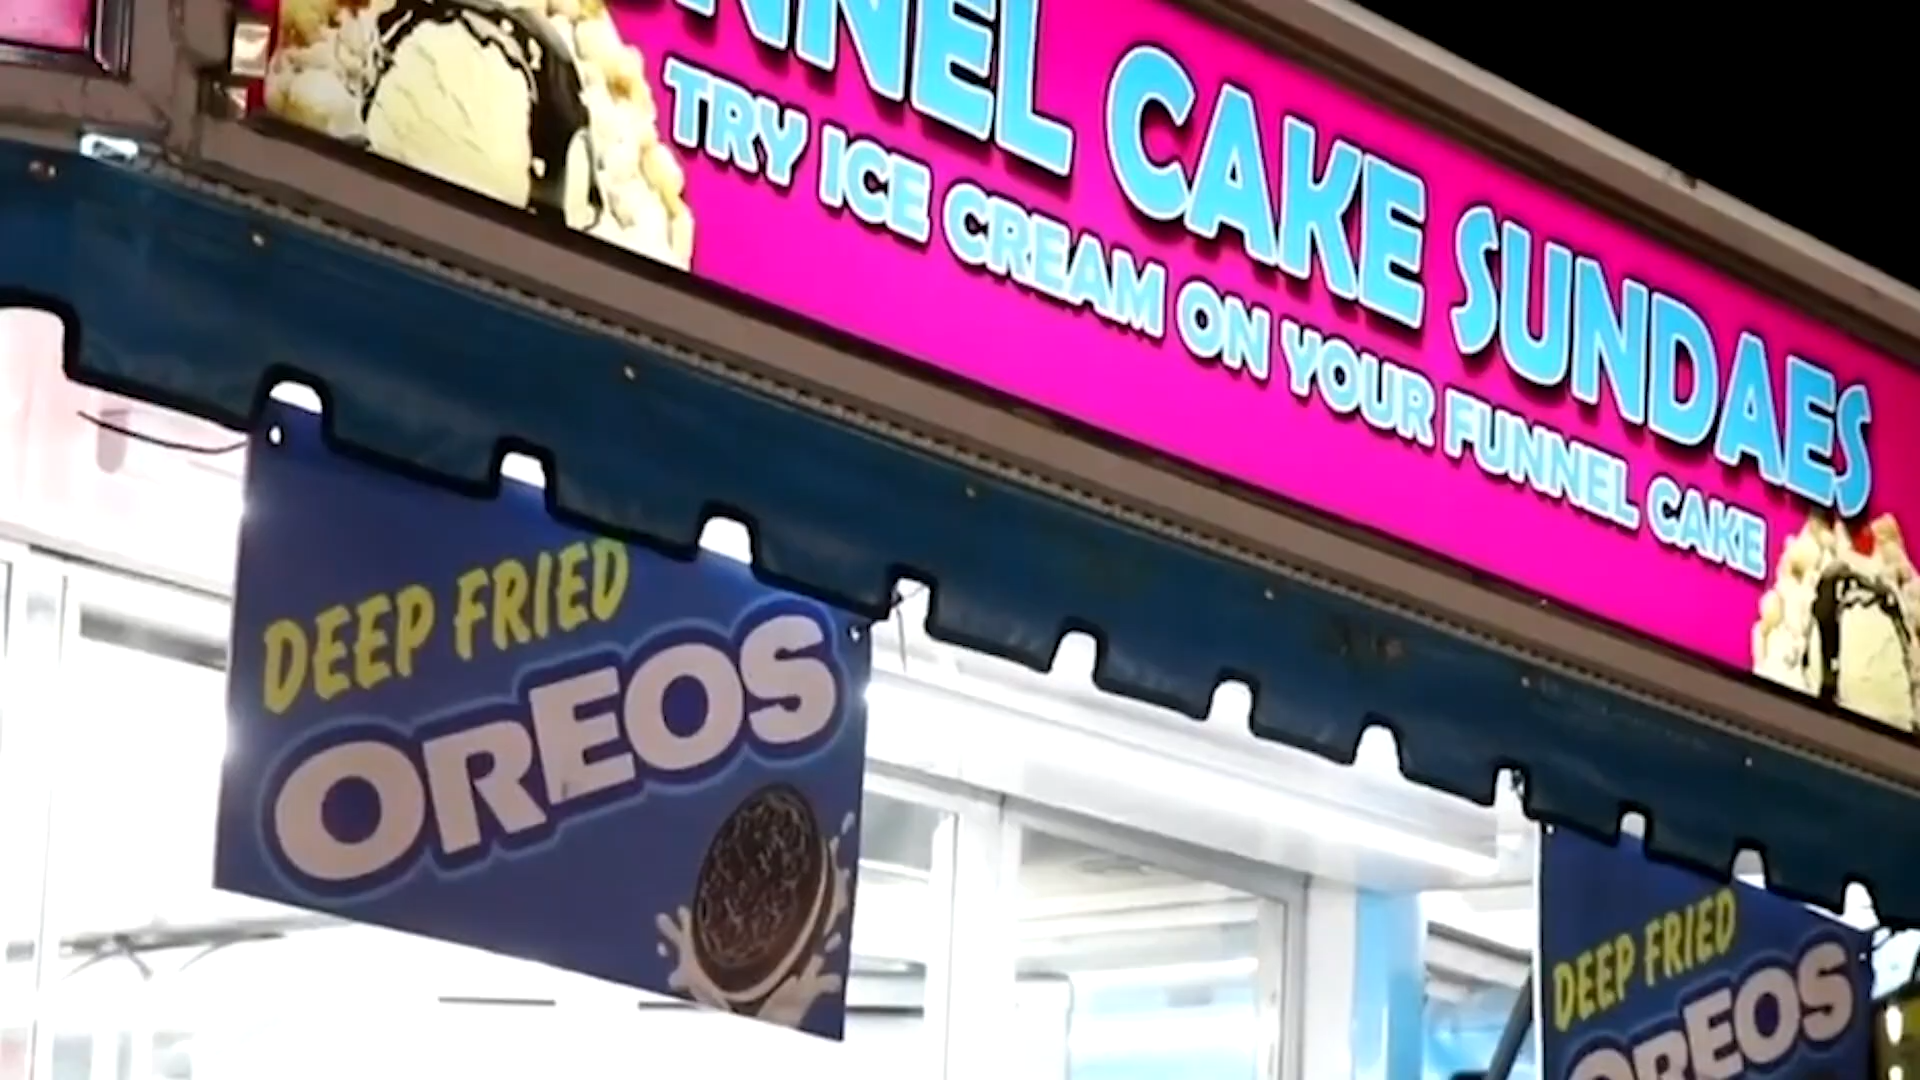 NNEL CAKE SUNDAES
TRY ICE CREAM ON YOUR FUNNEL CAKE
DEEP FRIED
OREOS
DEEP FRIED
OREOS